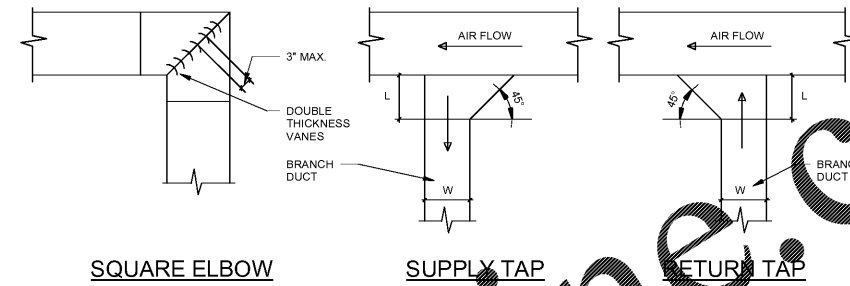 3" MAX.
DOUBLE
THICKNESS
VANES
SQUARE ELBOW
AIR FLOW
L
45°
BRANCH
DUCT
W
SUPPLY TAP
AIR FLOW
45°
L
DUCT
W
RETURN TAP